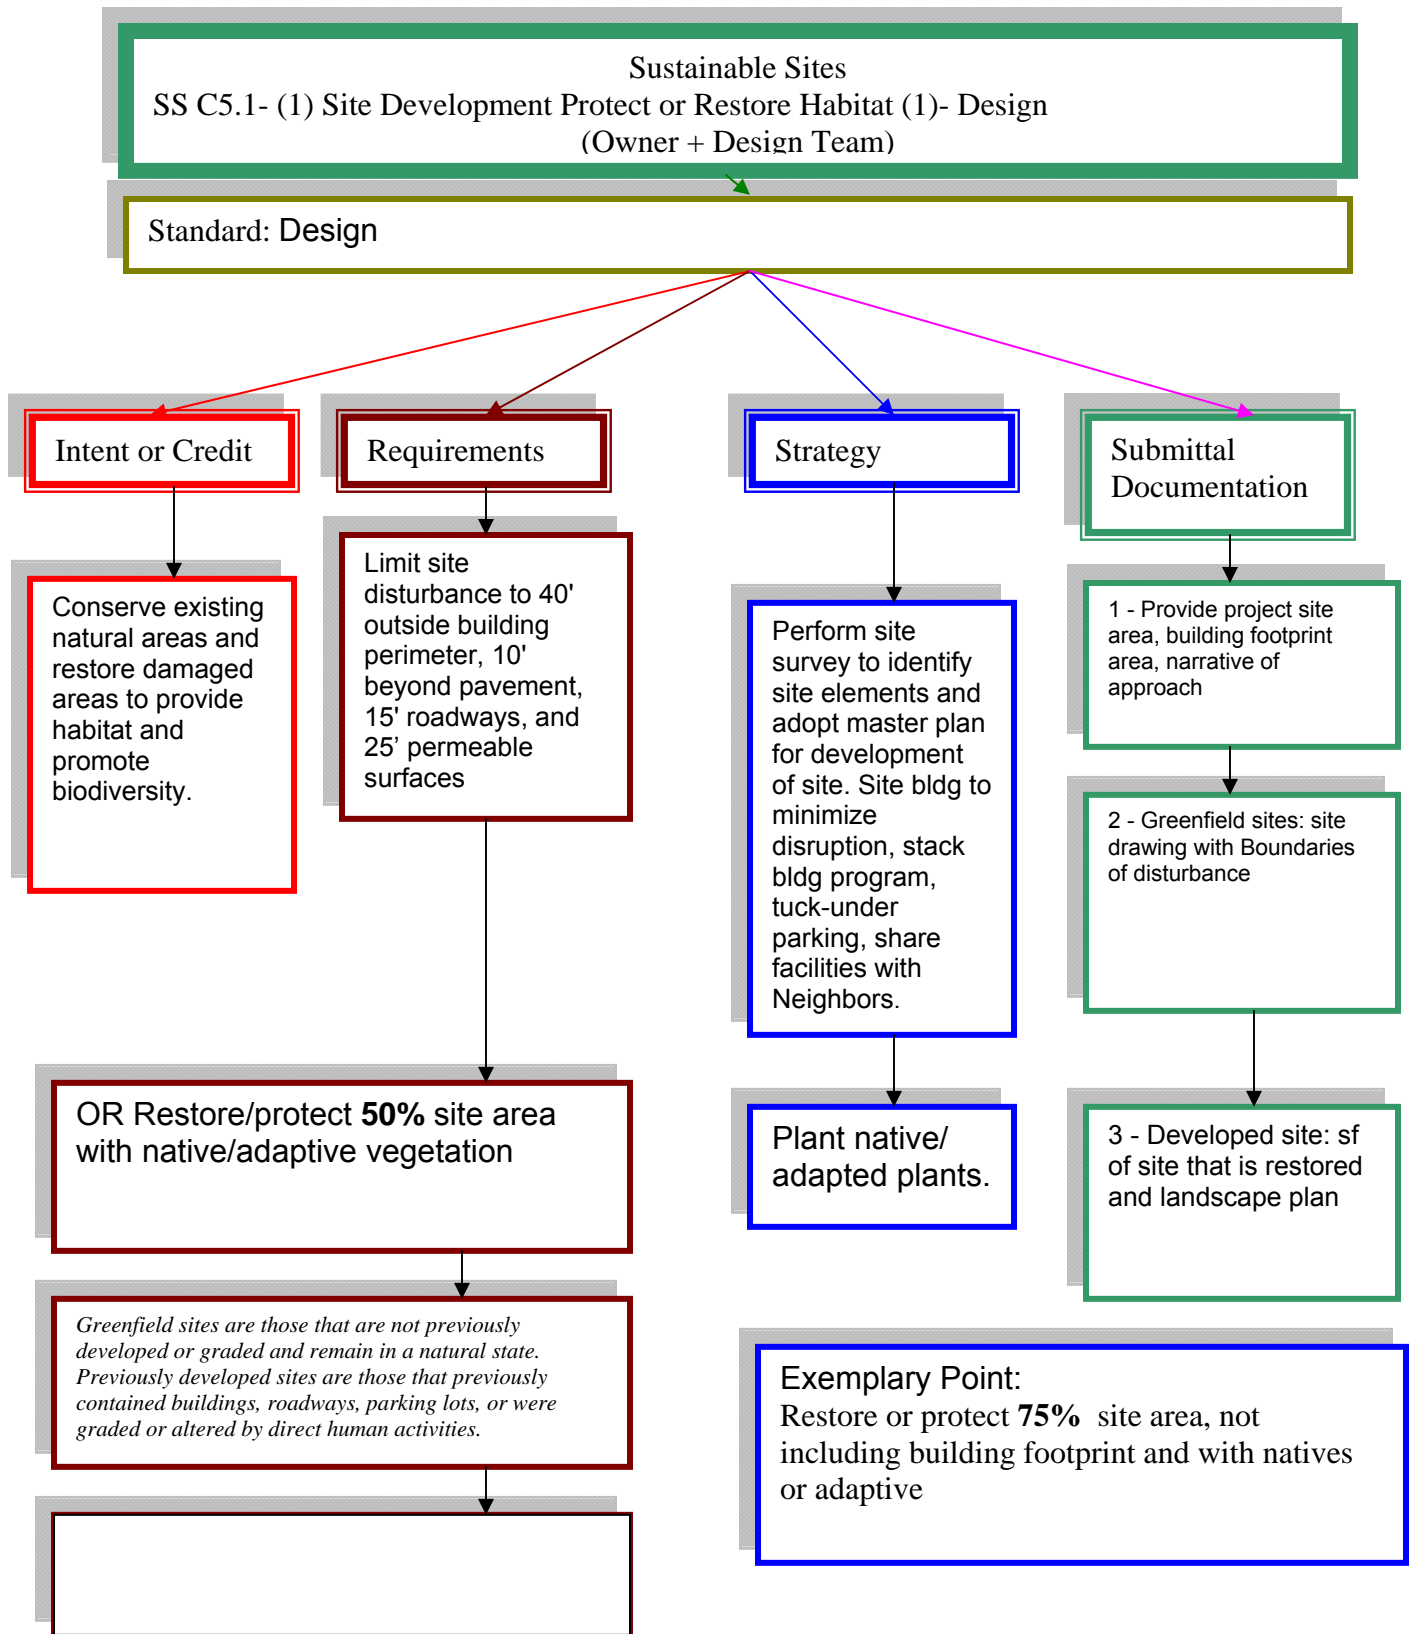 Sustainable Sites
SS C5.1- (1) Site Development Protect or Restore Habitat (1)- Design
(Owner + Design Team)
Standard: Design
Intent or Credit
Conserve existing
natural areas and
restore damaged
areas to provide
habitat and
promote
biodiversity.
Requirements
Limit site
disturbance to 40'
outside building
perimeter, 10'
beyond pavement,
15' roadways, and
25’ permeable
surfaces
OR Restore/protect 50% site area
with native/adaptive vegetation
Greenfield sites are those that are not previously
developed or graded and remain in a natural state.
Previously developed sites are those that previously
contained buildings, roadways, parking lots, or were
graded or altered by direct human activities.
Strategy
Perform site
survey to identify
site elements and
adopt master plan
for development
of site. Site bldg to
minimize
disruption, stack
bldg program,
tuck-under
parking, share
facilities with
Neighbors.
Plant native/
adapted plants.
Submittal
Documentation
1 - Provide project site
area, building footprint
area, narrative of
approach
2 - Greenfield sites: site
drawing with Boundaries
of disturbance
3 - Developed site: sf
of site that is restored
and landscape plan
Exemplary Point:
Restore or protect 75% site area, not
including building footprint and with natives
or adaptive